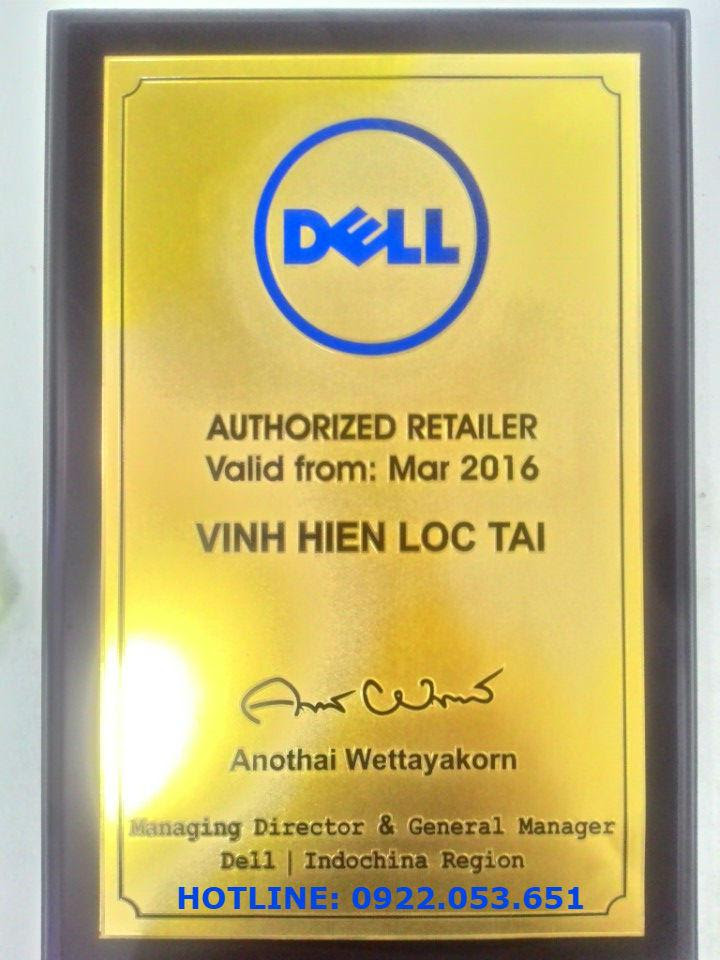 DELL
AUTHORIZED RETAILER
Valid from: Mar 2016
VINH HIEN LOC TAI
Anothai Wettayakorn
Managing Director & General Manager
Dell | Indochina Region
HOTLINE: 0922.053.651